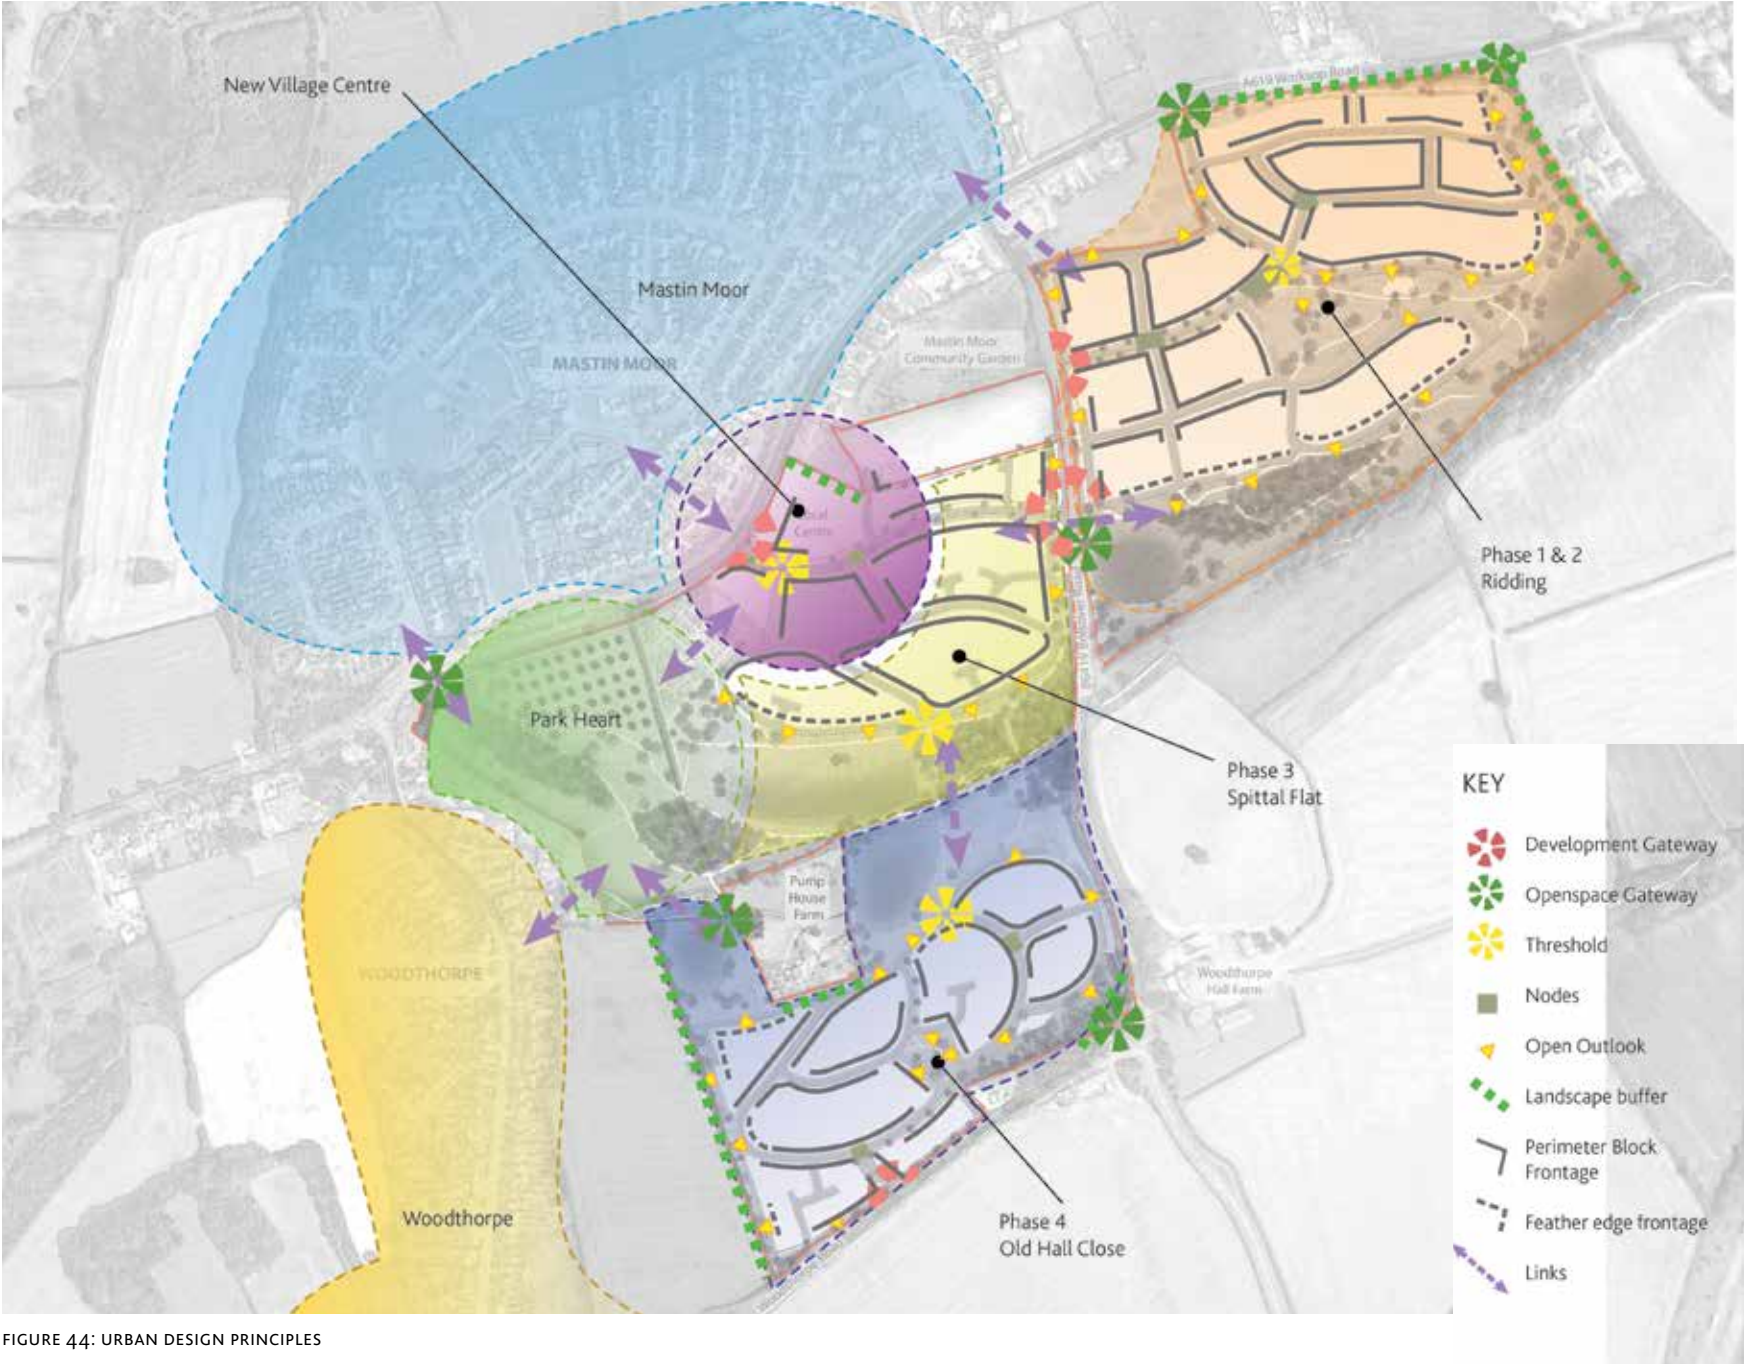 A619 Worksop Road
New Village Centre
Mastin Moor
MASTIN MOOR
Mastin Moor
Community Garden
Local
Centre
Phase 1 & 2
Ridding
Park Heart
Phase 3
Spittal Flat
Pump
House
Farm
WOODTHORPE
Woodthorpe
Hall Farm
Woodthorpe
Phase 4
Old Hall Close
KEY
Development Gateway
Openspace Gateway
Threshold
Nodes
Open Outlook
Landscape buffer
Perimeter Block
Frontage
Feather edge frontage
Links
FIGURE 44: URBAN DESIGN PRINCIPLES